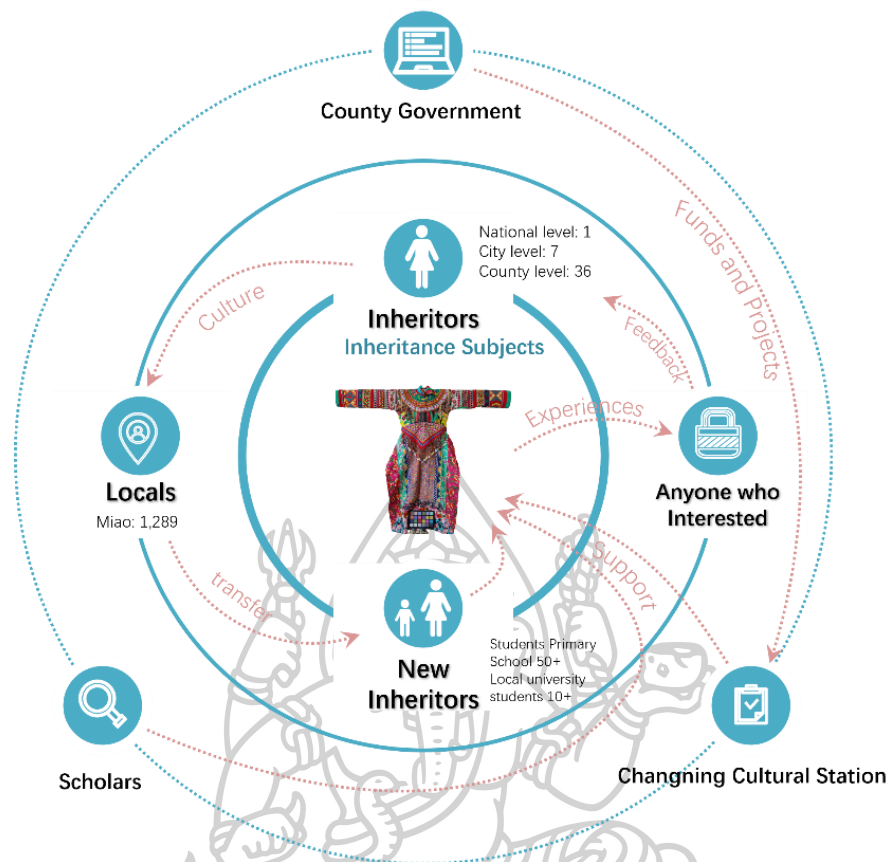 County Government
Funds and Projects
National level: 1
City level: 7
County level: 36
Inheritors
Inheritance Subjects
Culture
Feedback
Experiences
Locals
Miao: 1,289
Anyone who
Interested
Support
transfer
New
Inheritors
Students Primary
School 50+
Local university
students 10+
Scholars
Changning Cultural Station